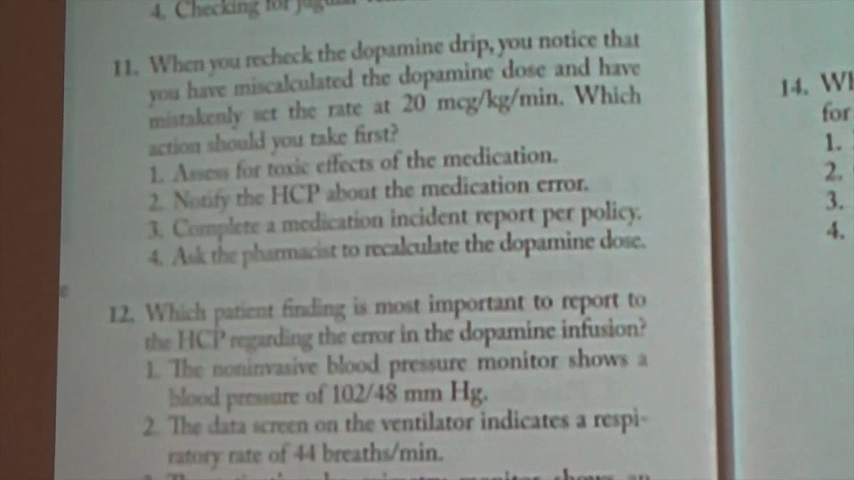 4. Checking for
11. When you recheck the dopamine drip, you notice that
you have miscalculated the dopamine dose and have
mistakenly set the rate at 20 mcg/kg/min. Which
action should you take first?
1. Assess for toxic effects of the medication.
2. Notify the HCP about the medication error.
3. Complete a medication incident report per policy.
4. Ask the pharmacist to recalculate the dopamine dose.
12. Which patient finding is most important to report to
the HCP regarding the error in the dopamine infusion?
1. The noninvasive blood pressure monitor shows a
blood pressure of 102/48 mm Hg.
2. The data screen on the ventilator indicates a respi-
ratory rate of 44 breaths/min.
monitor shows an
14.
for
1.
2.
3.
4.